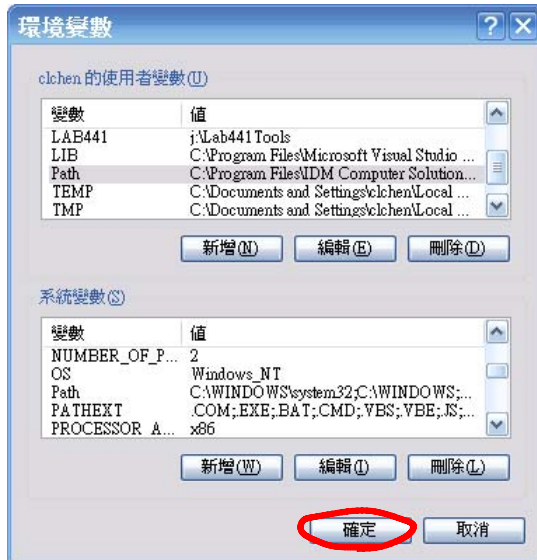 環境變數
clchen 的使用者變數(U)
變數 值
LAB441 j:\Lab441Tools
LIB C:\Program Files\Microsoft Visual Studio ...
Path C:\Program Files\IDM Computer Solution...
TEMP C:\Documents and Settings\clchen\Local ...
TMP C:\Documents and Settings\clchen\Local ...
新增(N) 編輯(E) 刪除(D)
系統變數(S)
變數 值
NUMBER_OF_P... 2
OS Windows_NT
Path C:\WINDOWS\system32;C:\WINDOWS;...
PATHEXT .COM;.EXE;.BAT;.CMD;.VBS;.VBE;.JS;...
PROCESSOR_A... x86
新增(W) 編輯(I) 刪除(L)
確定 取消